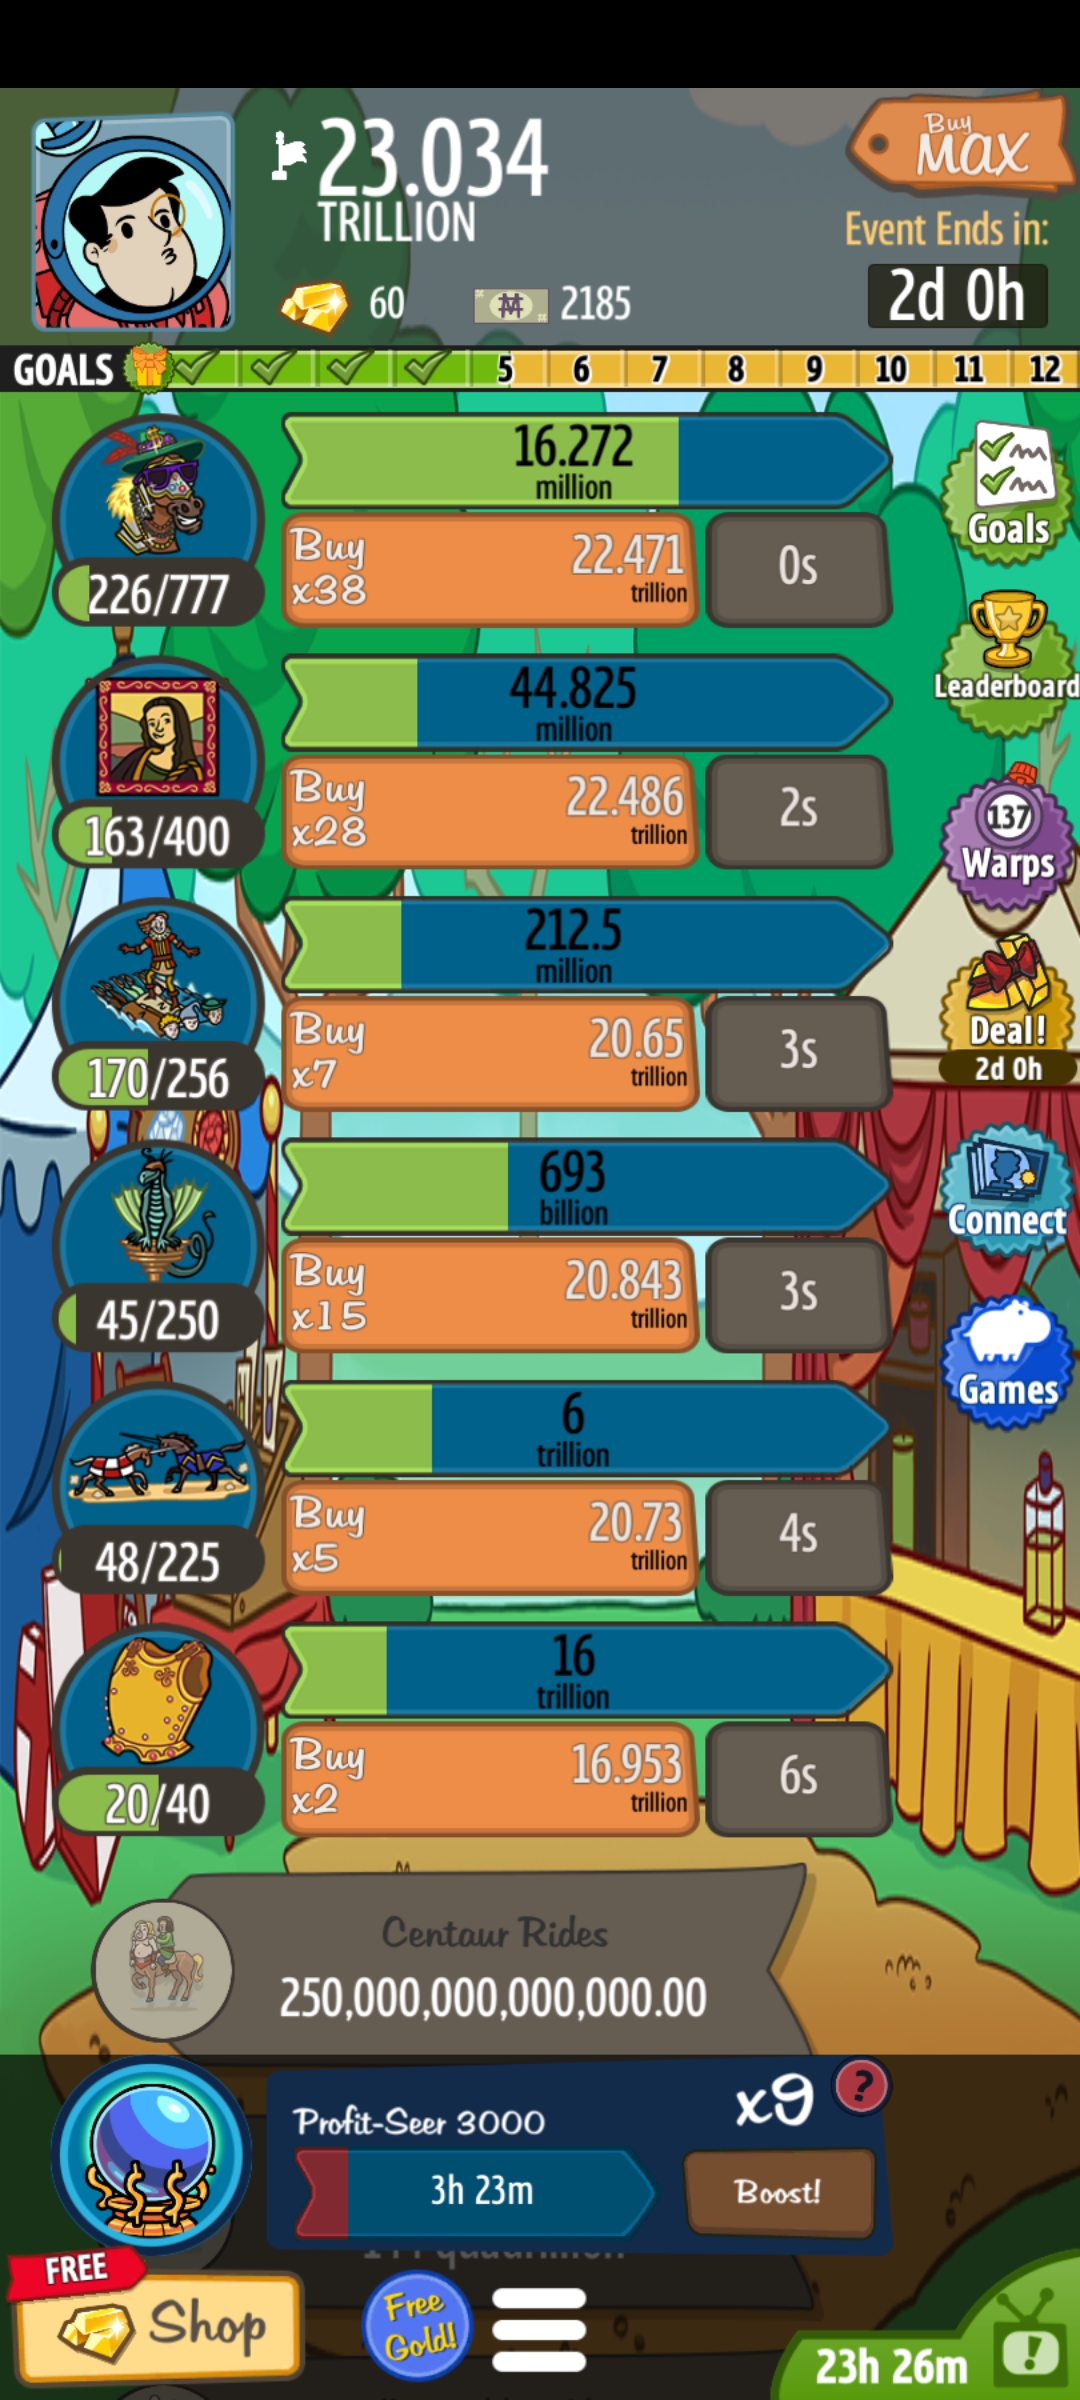 23.034
TRILLION
Buy
MAX
Event Ends in:
2d 0h
60
2185
GOALS
5 6 7 8 9 10 11 12
16.272
million
Buy
x38
22.471
trillion
0s
226/777
Goals
44.825
million
Leaderboard
Buy
x28
22.486
trillion
2s
163/400
137
Warps
212.5
million
Buy
x7
20.65
trillion
3s
170/256
Deal!
2d 0h
693
billion
Buy
x15
20.843
trillion
3s
45/250
Connect
6
trillion
Games
Buy
x5
20.73
trillion
4s
48/225
16
trillion
Buy
x2
16.953
trillion
6s
20/40
Centaur Rides
250,000,000,000,000.00
Profit-Seer 3000
x9
?
3h 23m
Boost!
FREE
Shop
Free
Gold!
23h 26m
!